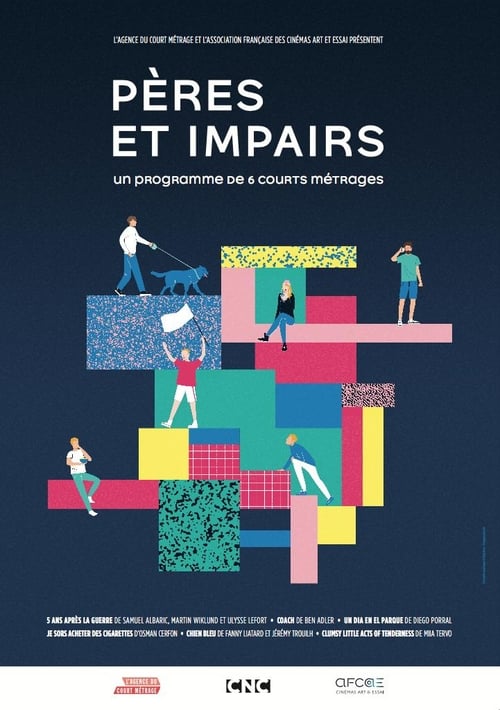 L'AGENCE DU COURT MÉTRAGE ET L'ASSOCIATION FRANÇAISE DES CINÉMAS ART ET ESSAI PRÉSENTENT
PÈRES
ET IMPAIRS
un programme de 6 courts métrages
5 ANS APRÈS LA GUERRE DE SAMUEL ALBARIC, MARTIN WIKLUND ET ULYSSE LEFORT • COACH DE BEN ADLER • UN DIA EN EL PARQUE DE DIEGO PORRAL
JE SORS ACHETER DES CIGARETTES D'OSMAN CERFON • CHIEN BLEU DE FANNY LIATARD ET JÉRÉMY TROUILH • CLUMSY LITTLE ACTS OF TENDERNESS DE MIIA TERVO
L'AGENCE DU
COURT MÉTRAGE
CNC
AFCAE
CINÉMAS ART & ESSAI